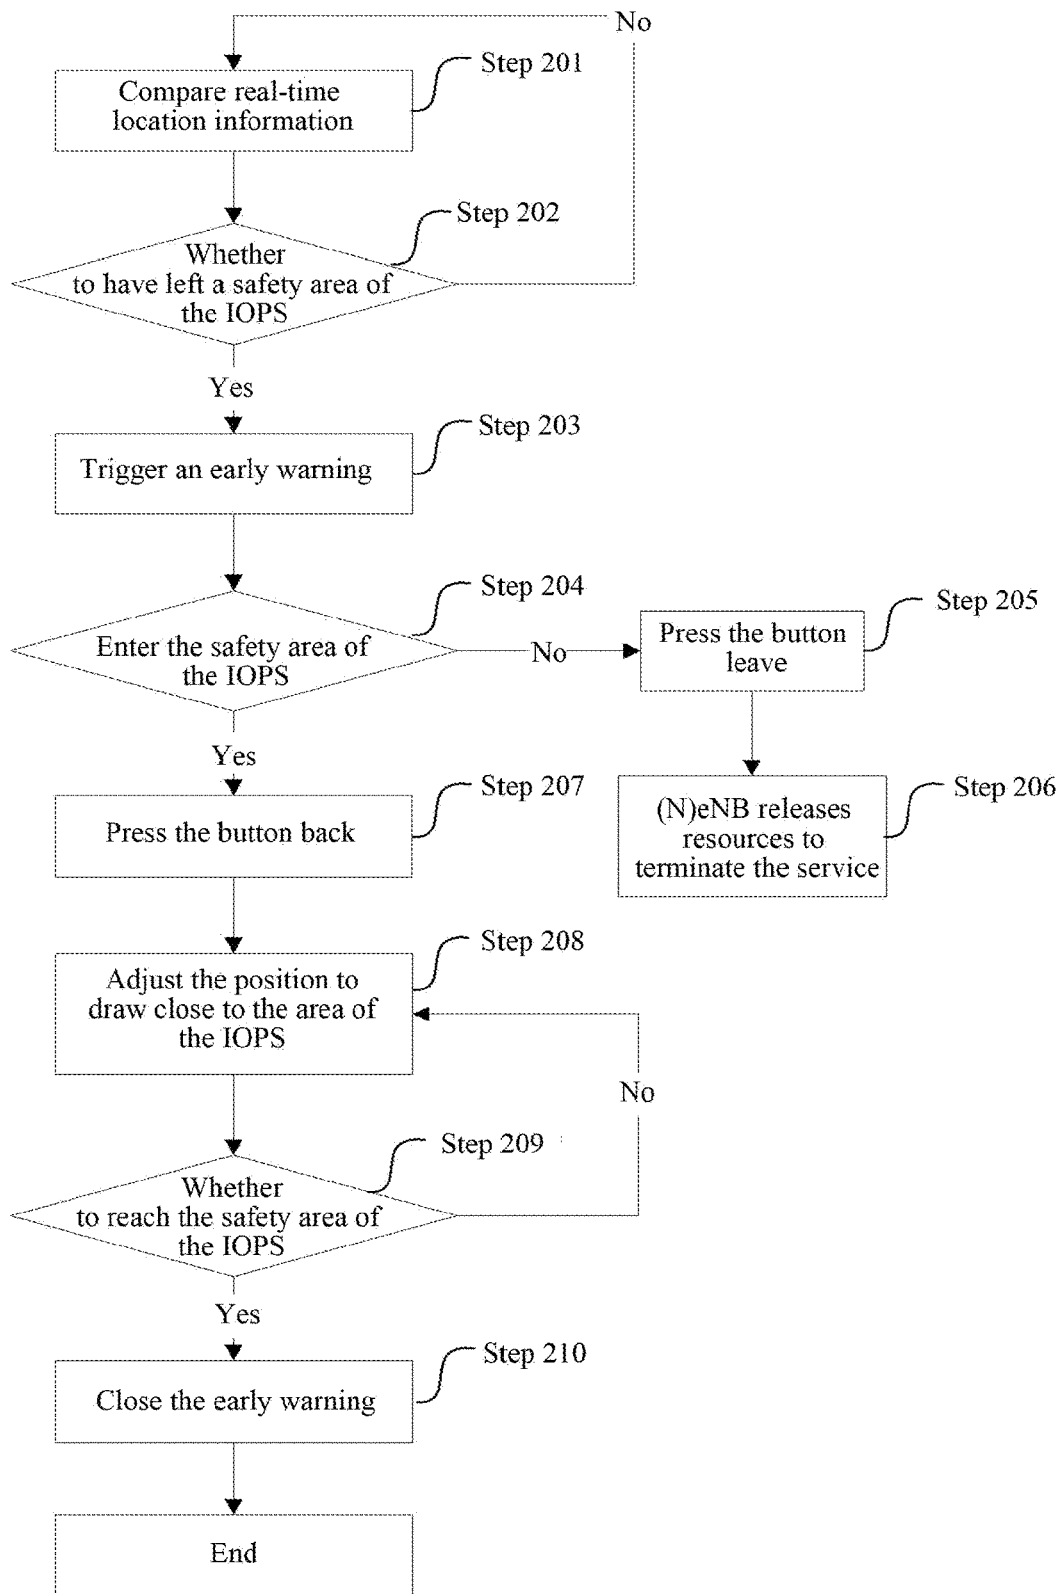 No
Step 201
Compare real-time
location information
Step 202
Whether
to have left a safety area of
the IOPS
Yes
Step 203
Trigger an early warning
Step 204
Enter the safety area of
the IOPS
No
Step 205
Press the button
leave
Yes
Step 207
Press the button back
Step 206
(N)eNB releases
resources to
terminate the service
Step 208
Adjust the position to
draw close to the area of
the IOPS
No
Step 209
Whether
to reach the safety area of
the IOPS
Yes
Step 210
Close the early warning
End